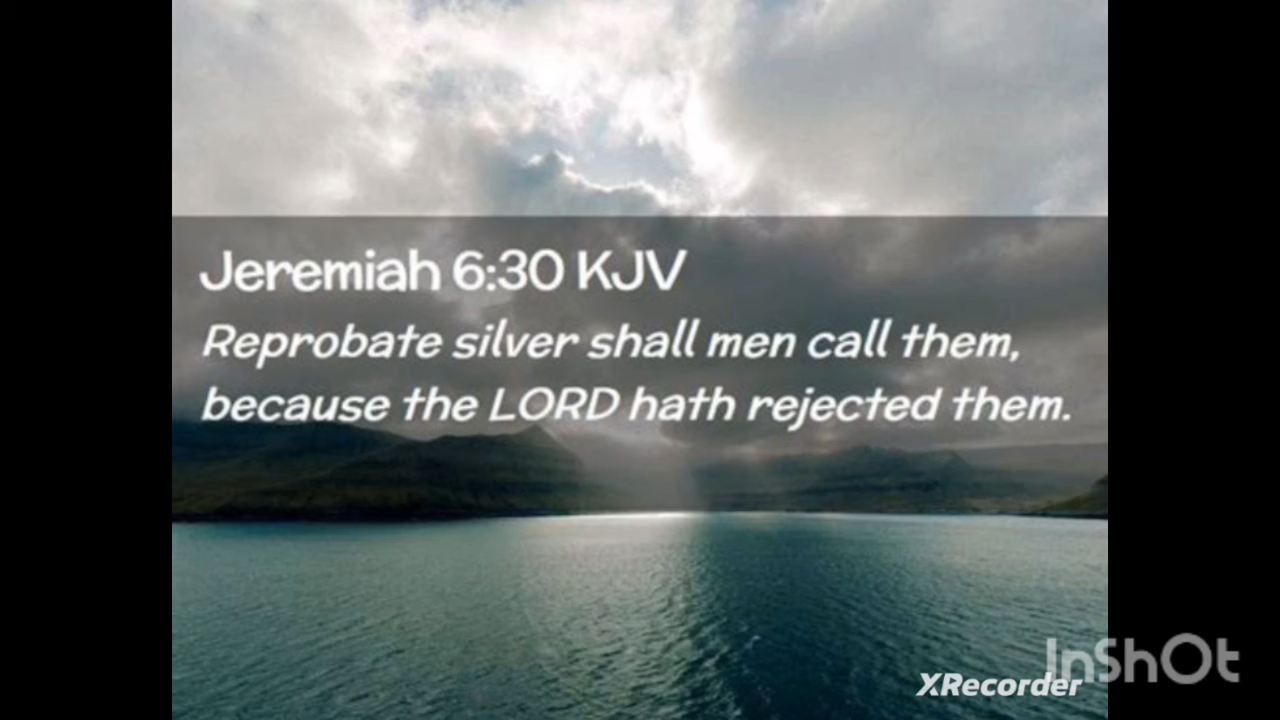 Jeremiah 6:30 KJV
Reprobate silver shall men call them,
because the LORD hath rejected them.
InShOt
XRecorder